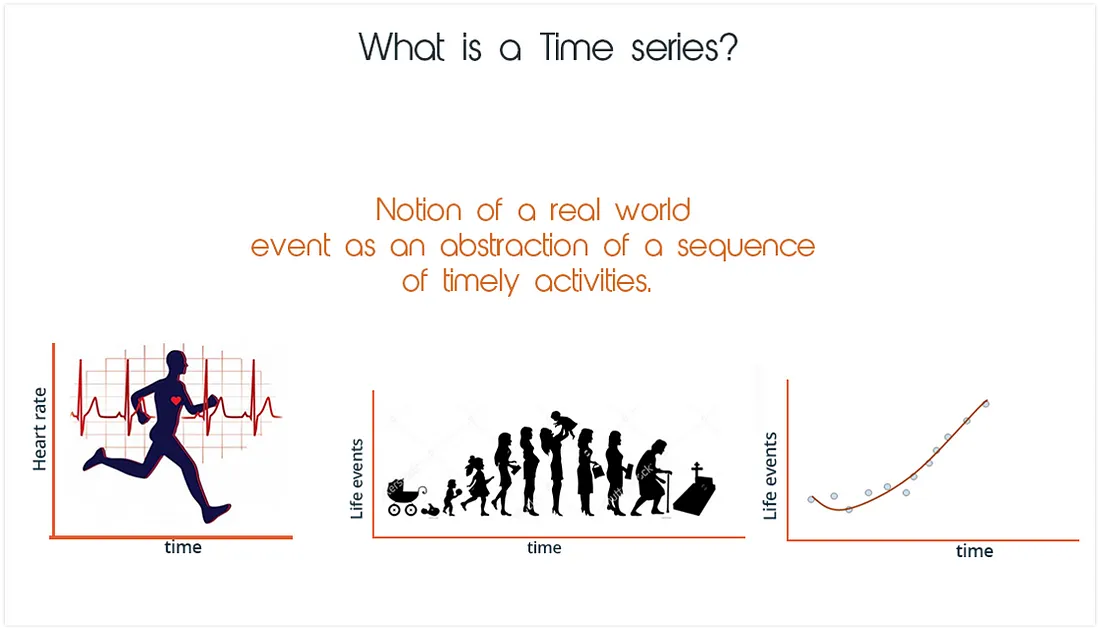 What is a Time series?
Notion of a real world
event as an abstraction of a sequence
of timely activities.
Heart rate
time
Life events
time
Life events
time